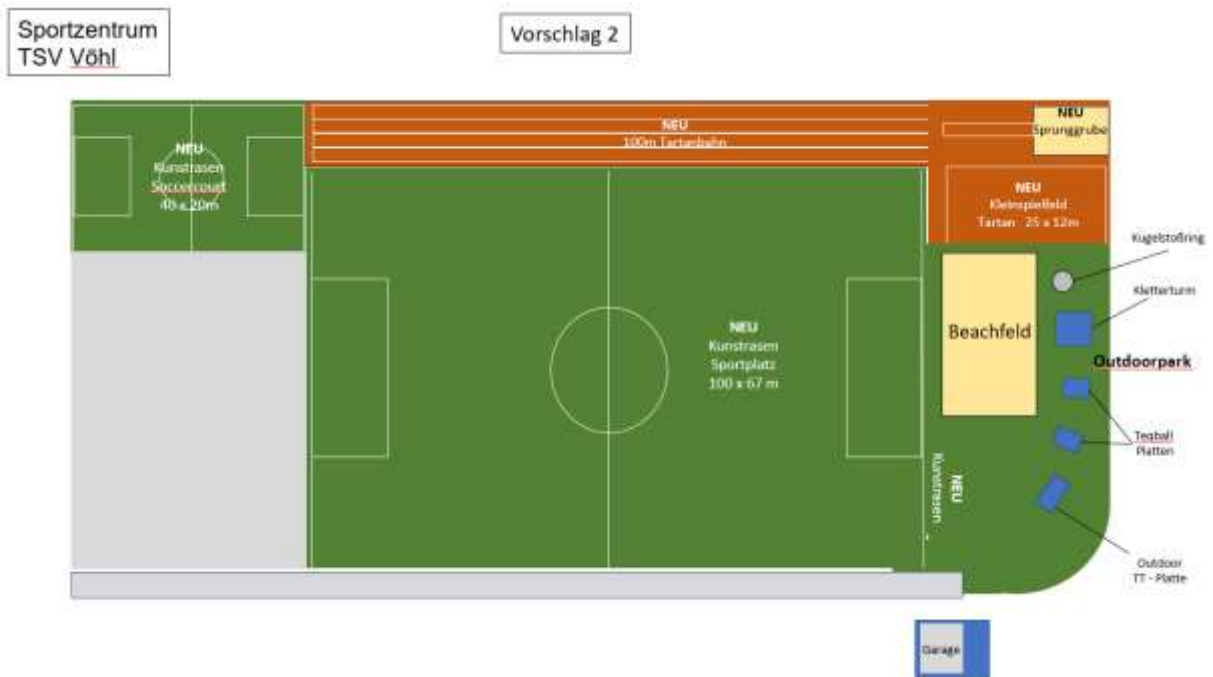 Sportzentrum
TSV Vöhl
Vorschlag 2
NEU
Kunstrasen
Soccercourt
40 x 20m
NEU
100m Tartanbahn
NEU
Sprunggrube
NEU
Kleinspielfeld
Tartan 25 x 12m
Kugelstoßring
Kletterturm
Beachfeld
Outdoorpark
NEU
Kunstrasen
Sportplatz
100 x 67 m
Teqball
Platten
NEU
Kunstrasen
Outdoor
TT - Platte
Garage